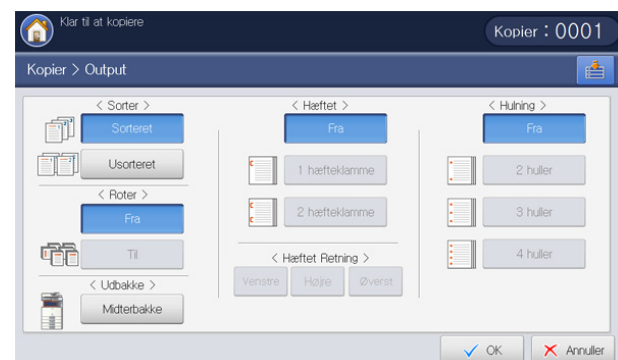 Klar til at kopiere
Kopier : 0001
Kopier > Output
< Sorter >
Sorteret
Usorteret
< Roter >
Fra
Til
< Udbakke >
Midterbakke
< Hæftet >
Fra
1 hæfteklamme
2 hæfteklamme
< Hæftet Retning >
Venstre Højre Øverst
< Hulning >
Fra
2 huller
3 huller
4 huller
OK Annuller